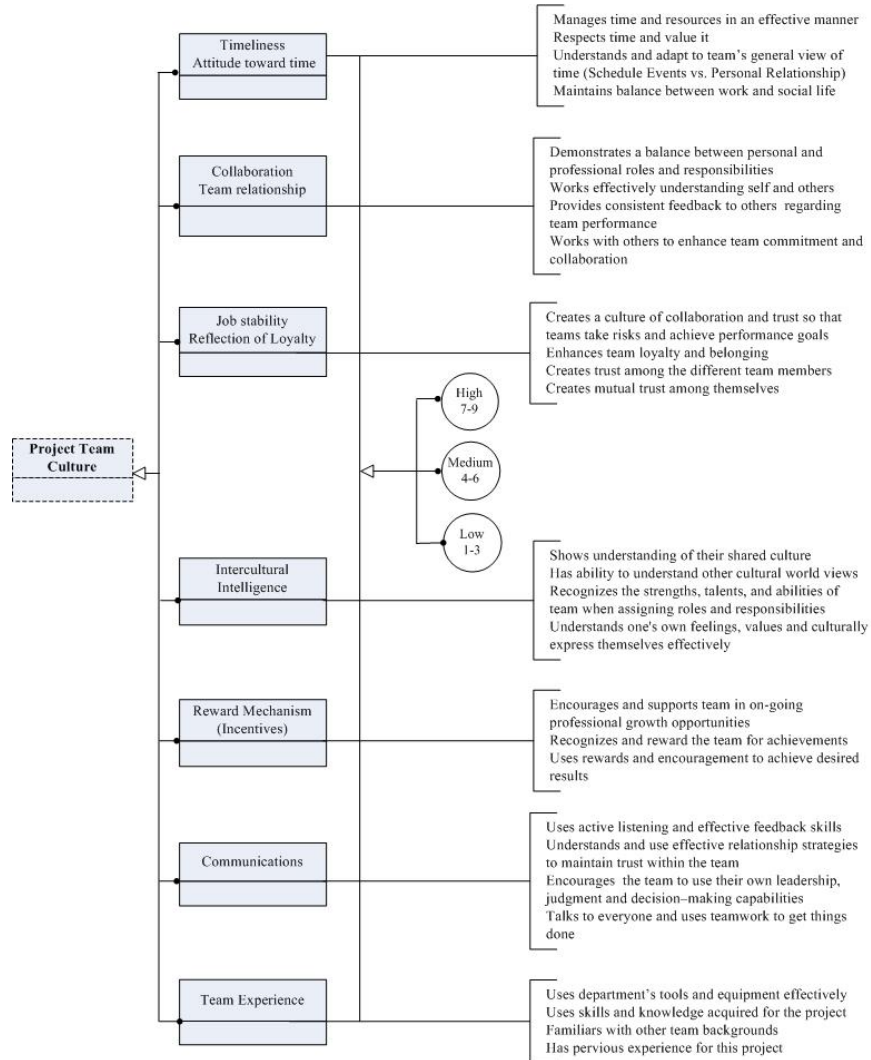 Timeliness
Attitude toward time
Manages time and resources in an effective manner
Respects time and value it
Understands and adapt to team's general view of
time (Schedule Events vs. Personal Relationship)
Maintains balance between work and social life
Collaboration
Team relationship
Demonstrates a balance between personal and
professional roles and responsibilities
Works effectively understanding self and others
Provides consistent feedback to others regarding
team performance
Works with others to enhance team commitment and
collaboration
Job stability
Reflection of Loyalty
Creates a culture of collaboration and trust so that
teams take risks and achieve performance goals
Enhances team loyalty and belonging
Creates trust among the different team members
Creates mutual trust among themselves
High
7-9
Project Team
Culture
Medium
4-6
Low
1-3
Intercultural
Intelligence
Shows understanding of their shared culture
Has ability to understand other cultural world views
Recognizes the strengths, talents, and abilities of
team when assigning roles and responsibilities
Understands one's own feelings, values and culturally
express themselves effectively
Reward Mechanism
(Incentives)
Encourages and supports team in on-going
professional growth opportunities
Recognizes and reward the team for achievements
Uses rewards and encouragement to achieve desired
results
Communications
Uses active listening and effective feedback skills
Understands and use effective relationship strategies
to maintain trust within the team
Encourages the team to use their own leadership,
judgment and decision–making capabilities
Talks to everyone and uses teamwork to get things
done
Team Experience
Uses department's tools and equipment effectively
Uses skills and knowledge acquired for the project
Familiars with other team backgrounds
Has pervious experience for this project